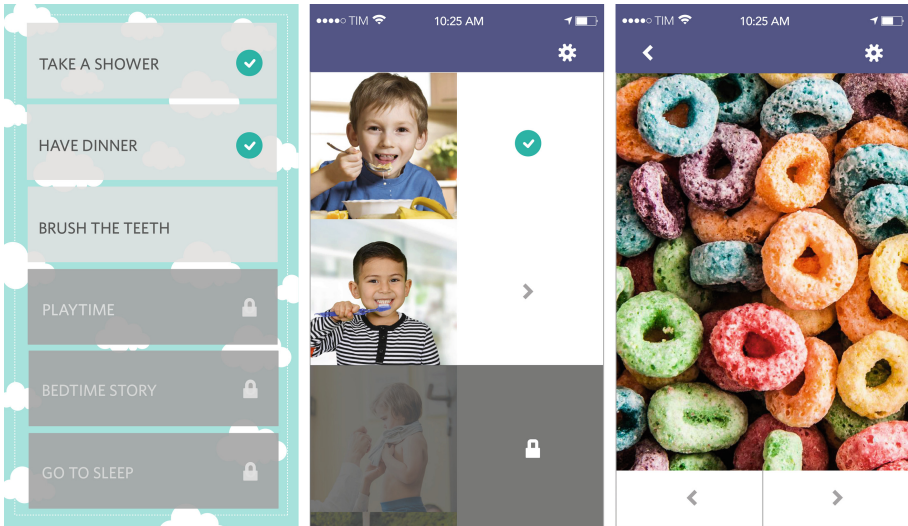 TAKE A SHOWER
HAVE DINNER
BRUSH THE TEETH
PLAYTIME
BEDTIME STORY
GO TO SLEEP
TIM 10:25 AM
TIM 10:25 AM